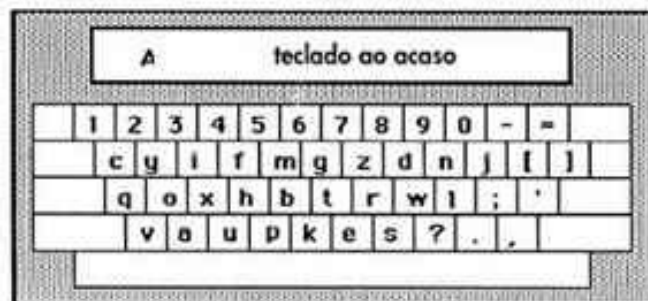 A teclado ao acaso
1 2 3 4 5 6 7 8 9 0 - =
c y i f m g z d n j [ ]
q o x h b t r w l ; '
v a u p k e s ? . ,